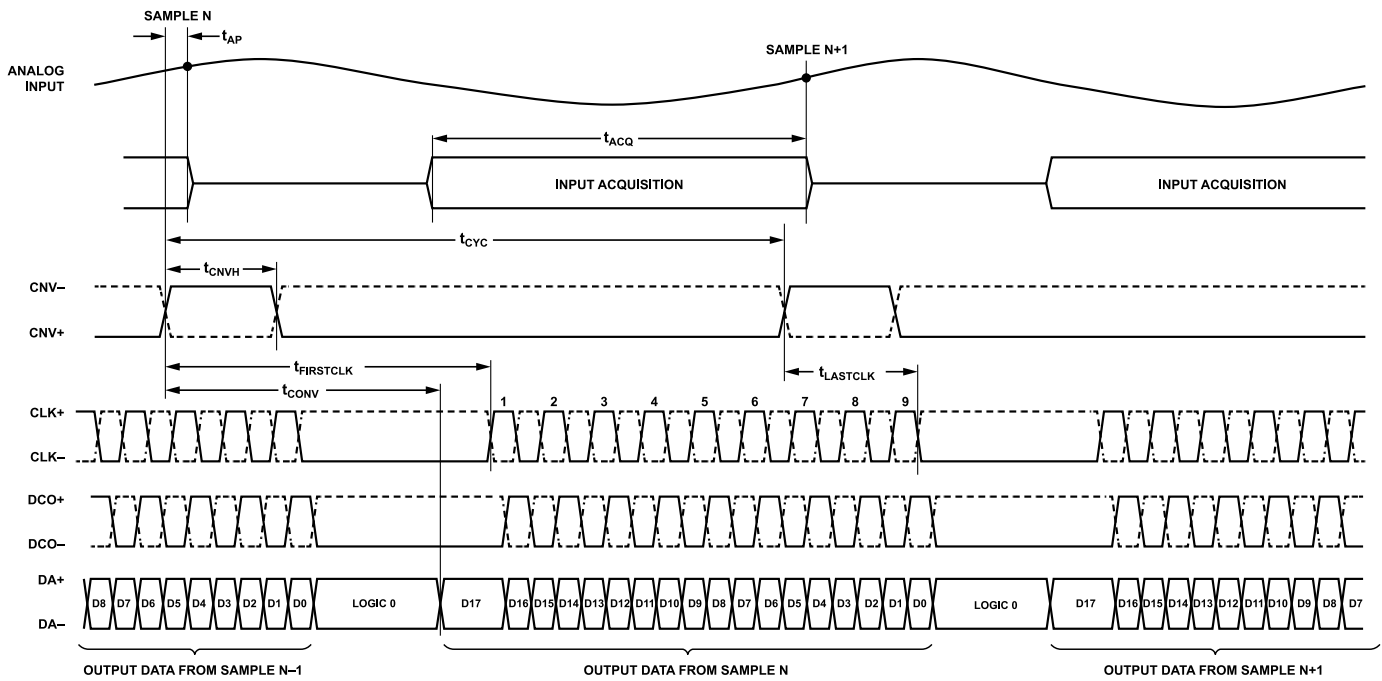 SAMPLE N
tAP
SAMPLE N+1
ANALOG
INPUT
tACQ
INPUT ACQUISITION INPUT ACQUISITION
tCYC
tCNVH
CNV–
CNV+
tFIRSTCLK
tLASTCLK
tCONV
1 2 3 4 5 6 7 8 9
CLK+
CLK–
DCO+
DCO–
DA+
D8 D7 D6 D5 D4 D3 D2 D1 D0 LOGIC 0 D17 D16 D15 D14 D13 D12 D11 D10 D9 D8 D7 D6 D5 D4 D3 D2 D1 D0 LOGIC 0 D17 D16 D15 D14 D13 D12 D11 D10 D9 D8 D7
DA–
OUTPUT DATA FROM SAMPLE N–1 OUTPUT DATA FROM SAMPLE N OUTPUT DATA FROM SAMPLE N+1